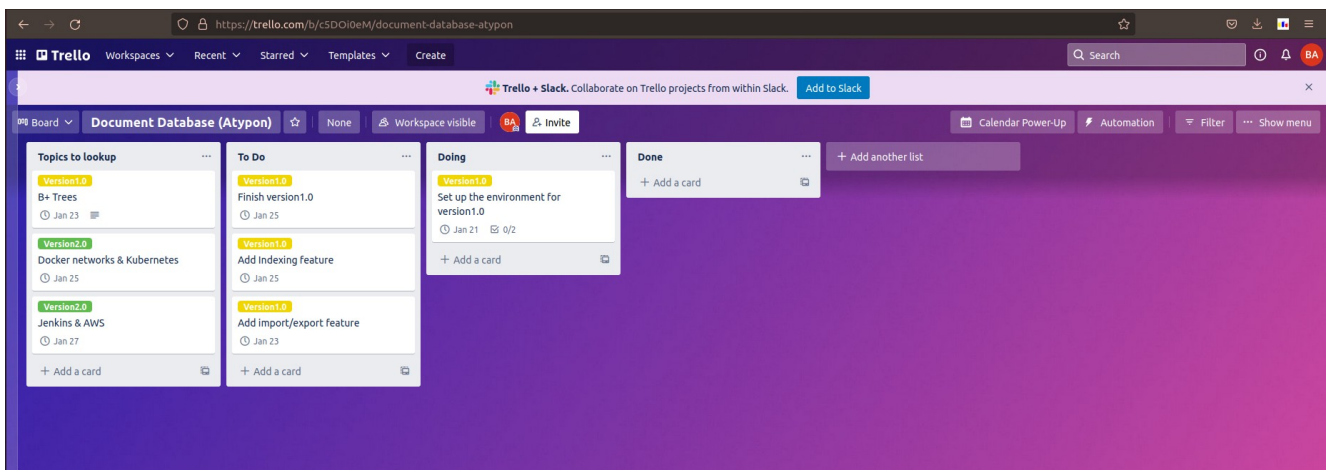 https://trello.com/b/c5DOi0eM/document-database-atypon
Trello Workspaces Recent Starred Templates Create Search BA
Trello + Slack. Collaborate on Trello projects from within Slack. Add to Slack
Board Document Database (Atypon) None Workspace visible BA Invite Calendar Power-Up Automation Filter Show menu
Topics to lookup
Version1.0
B+ Trees
Jan 23
Version2.0
Docker networks & Kubernetes
Jan 25
Version2.0
Jenkins & AWS
Jan 27
+ Add a card
To Do
Version1.0
Finish version1.0
Jan 25
Version1.0
Add Indexing feature
Jan 25
Version1.0
Add import/export feature
Jan 23
+ Add a card
Doing
Version1.0
Set up the environment for
version1.0
Jan 21 0/2
+ Add a card
Done
+ Add a card
+ Add another list